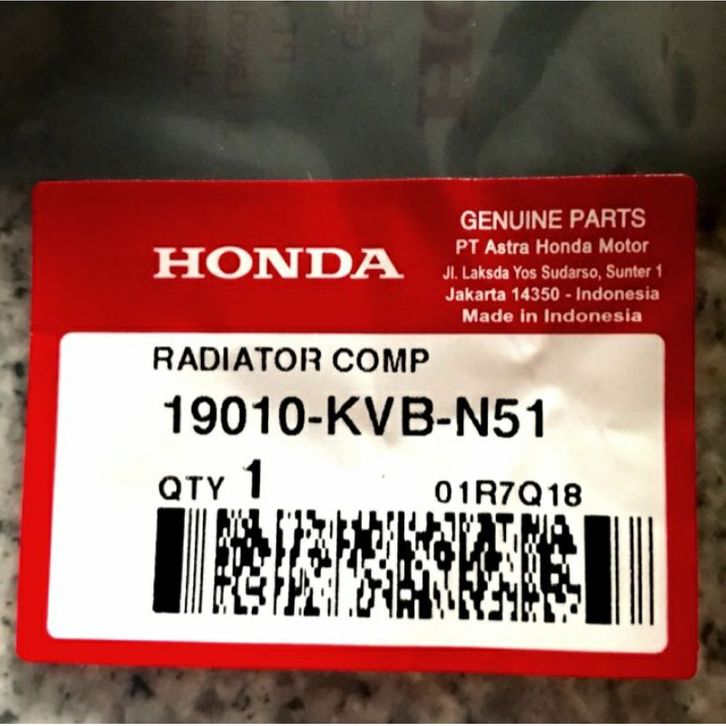 HONDA
GENUINE PARTS
PT Astra Honda Motor
Jl. Laksda Yos Sudarso, Sunter 1
Jakarta 14350 - Indonesia
Made in Indonesia
RADIATOR COMP
19010-KVB-N51
QTY 1
01R7Q18